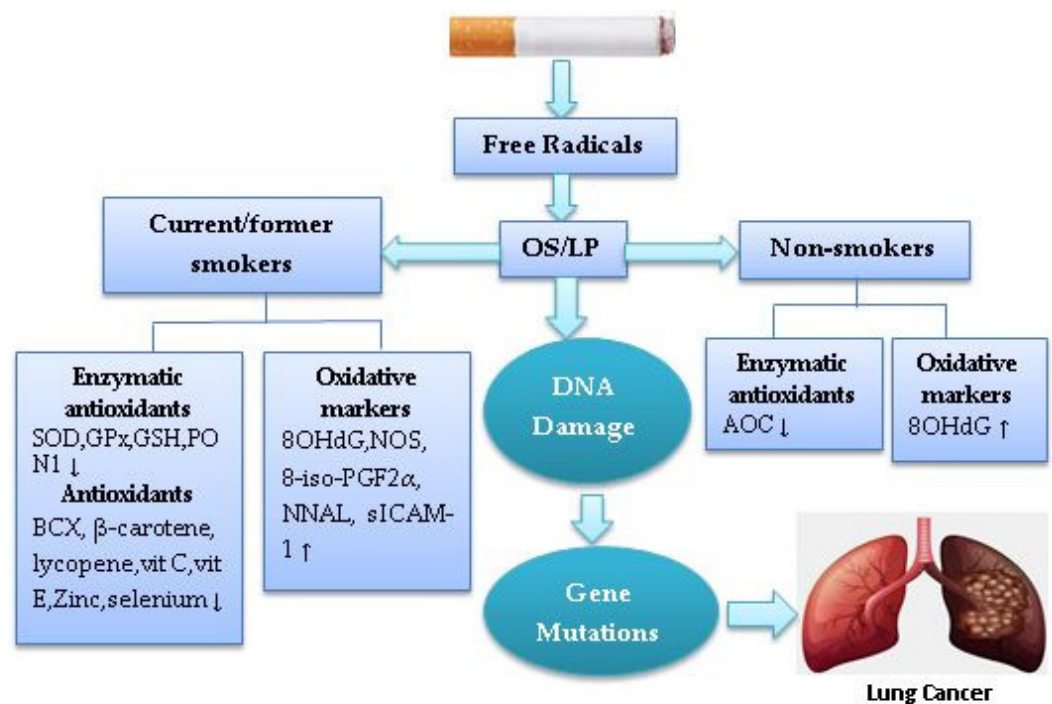 Free Radicals
Current/former
smokers
OS/LP
Non-smokers
Enzymatic
antioxidants
SOD,GPx,GSH,PO
N1 ↓
Antioxidants
BCX, β-carotene,
lycopene,vit C,vit
E,Zinc,selenium ↓
Oxidative
markers
8OHdG,NOS,
8-iso-PGF2α,
NNAL, sICAM-
1 ↑
DNA
Damage
Enzymatic
antioxidants
AOC ↓
Oxidative
markers
8OHdG ↑
Gene
Mutations
Lung Cancer